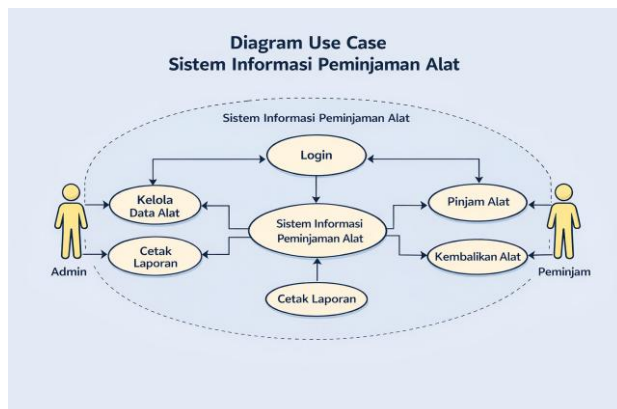 Diagram Use Case
Sistem Informasi Peminjaman Alat
Sistem Informasi Peminjaman Alat
Login
Kelola
Data Alat
Pinjam Alat
Sistem Informasi
Peminjaman Alat
Cetak
Laporan
Kembalikan Alat
Admin
Peminjam
Cetak Laporan